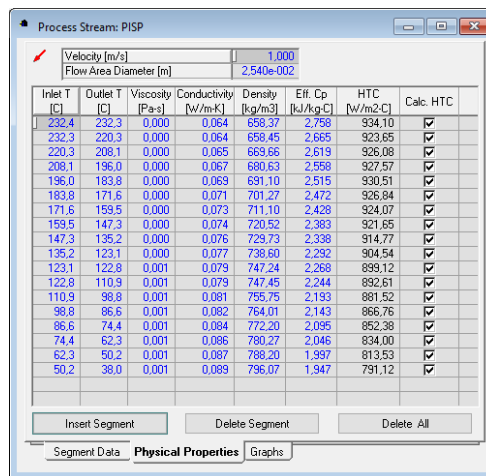 Process Stream: PISP
Velocity [m/s] 1,000
Flow Area Diameter [m] 2,540e-002
Inlet T Outlet T Viscosity Conductivity Density Eff. Cp HTC Calc. HTC
[C] [C] [Pa-s] [W/m-K] [kg/m3] [kJ/kg-C] [W/m2-C]
232,4 232,3 0,000 0,064 658,37 2,758 934,10
232,3 220,3 0,000 0,064 658,45 2,665 923,65
220,3 208,1 0,000 0,065 669,66 2,619 926,08
208,1 196,0 0,000 0,067 680,63 2,558 927,57
196,0 183,8 0,000 0,069 691,10 2,515 930,51
183,8 171,6 0,000 0,071 701,27 2,472 926,84
171,6 159,5 0,000 0,073 711,10 2,428 924,07
159,5 147,3 0,000 0,074 720,52 2,383 921,65
147,3 135,2 0,000 0,076 729,73 2,338 914,77
135,2 123,1 0,000 0,077 738,60 2,292 904,54
123,1 122,8 0,001 0,079 747,24 2,268 899,12
122,8 110,9 0,001 0,079 747,45 2,244 892,61
110,9 98,8 0,001 0,081 755,75 2,193 881,52
98,8 86,6 0,001 0,082 764,01 2,143 866,76
86,6 74,4 0,001 0,084 772,20 2,095 852,38
74,4 62,3 0,001 0,086 780,27 2,046 834,00
62,3 50,2 0,001 0,087 788,20 1,997 813,53
50,2 38,0 0,001 0,089 796,07 1,947 791,12
Insert Segment Delete Segment Delete All
Segment Data Physical Properties Graphs